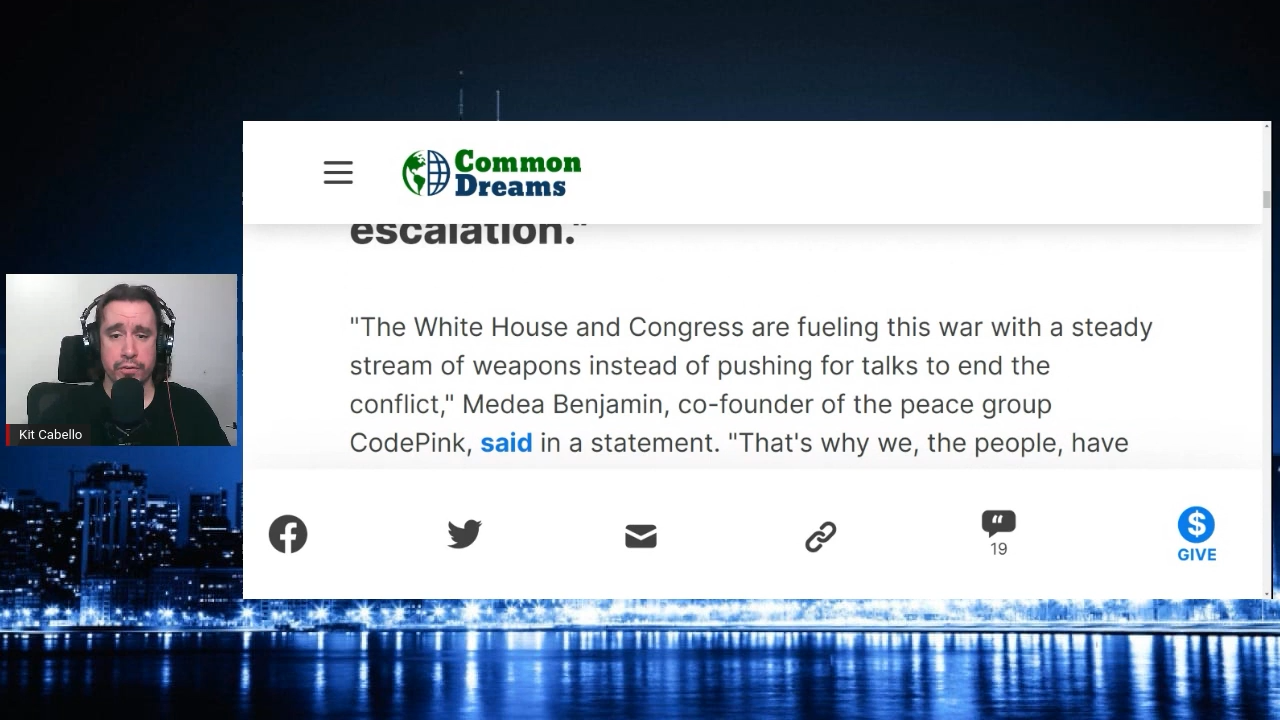 Common
Dreams
escalation."
"The White House and Congress are fueling this war with a steady
stream of weapons instead of pushing for talks to end the
conflict," Medea Benjamin, co-founder of the peace group
CodePink, said in a statement. "That's why we, the people, have
Kit Cabello
19
GIVE